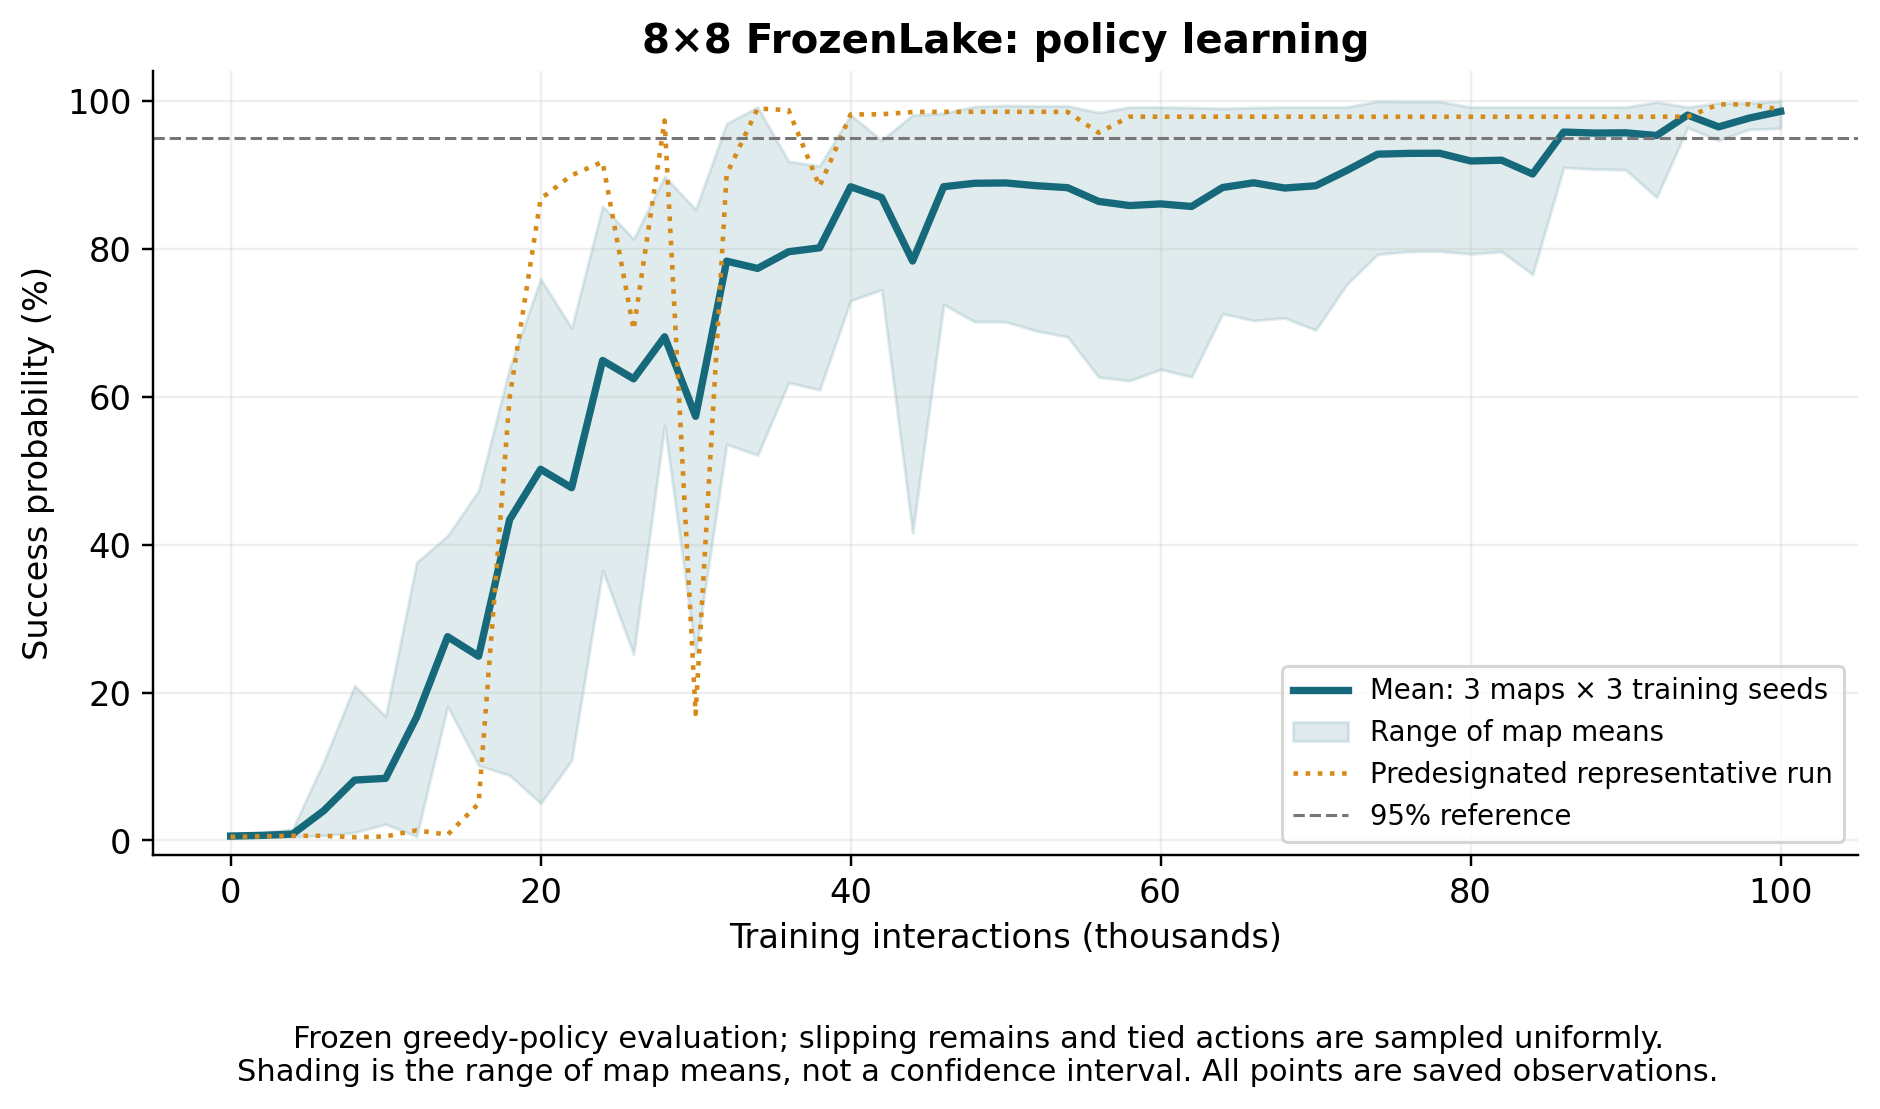 8×8 FrozenLake: policy learning
Success probability (%)
100
80
60
40
20
0
0 20 40 60 80 100
Training interactions (thousands)
Mean: 3 maps × 3 training seeds
Range of map means
Predesignated representative run
95% reference
Frozen greedy-policy evaluation; slipping remains and tied actions are sampled uniformly.
Shading is the range of map means, not a confidence interval. All points are saved observations.